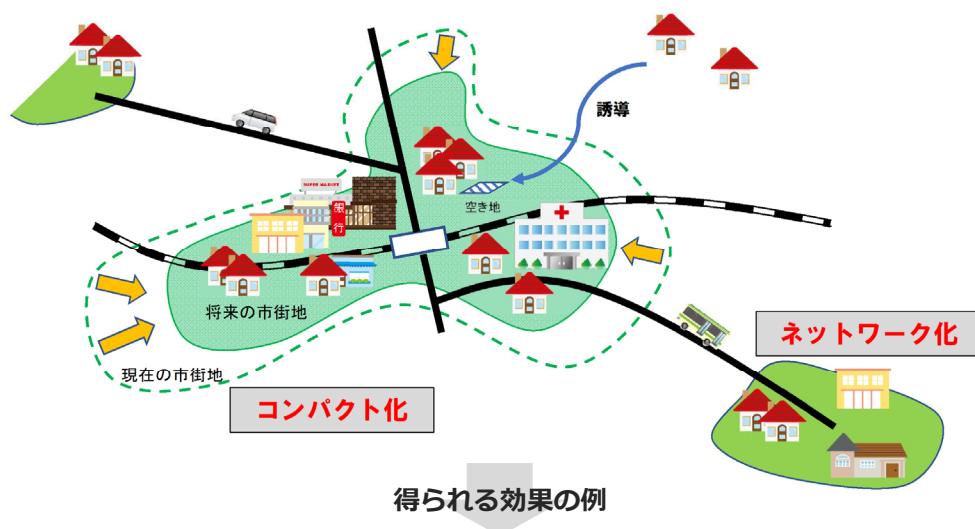 誘導
SUPER MARKET
銀行
空き地
将来の市街地
現在の市街地
ネットワーク化
コンパクト化
得られる効果の例